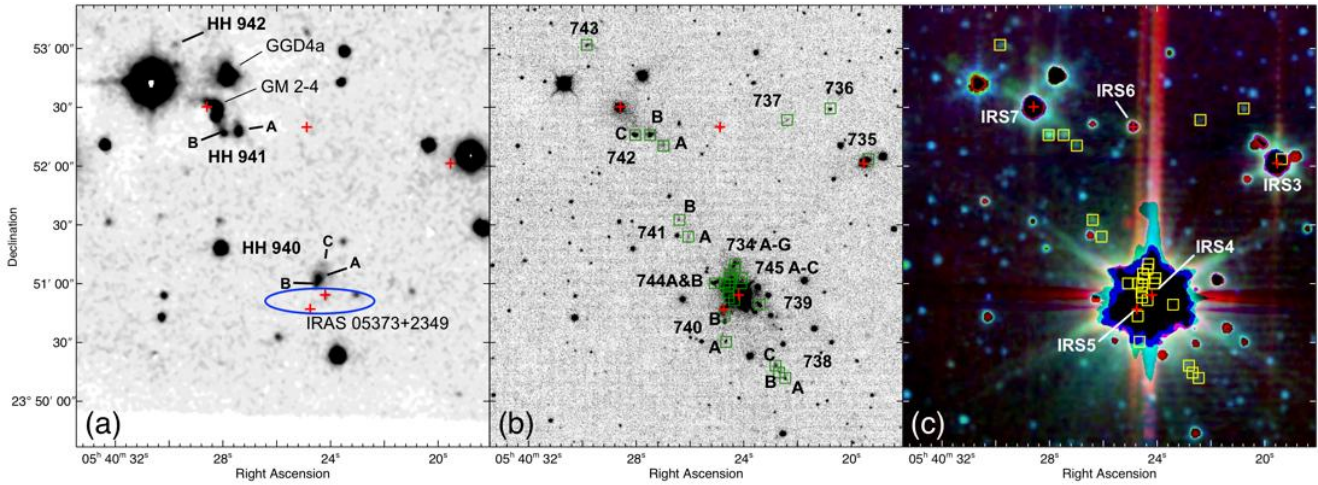 Declination
53' 00"
30"
52' 00"
30"
51' 00"
30"
23° 50' 00"
HH 942
GGD4a
GM 2-4
B
A
HH 941
C
HH 940
A
B
IRAS 05373+2349
(a)
05ʰ 40ᵐ 32ˢ
28ˢ
24ˢ
20ˢ
Right Ascension
743
737
736
735
C
B
742
A
B
741
A
734 A-G
744A&B
745 A-C
739
740
B
A
C
738
B
A
(b)
05ʰ 40ᵐ 32ˢ
28ˢ
24ˢ
20ˢ
Right Ascension
IRS6
IRS7
IRS3
IRS4
IRS5
(c)
05ʰ 40ᵐ 32ˢ
28ˢ
24ˢ
20ˢ
Right Ascension